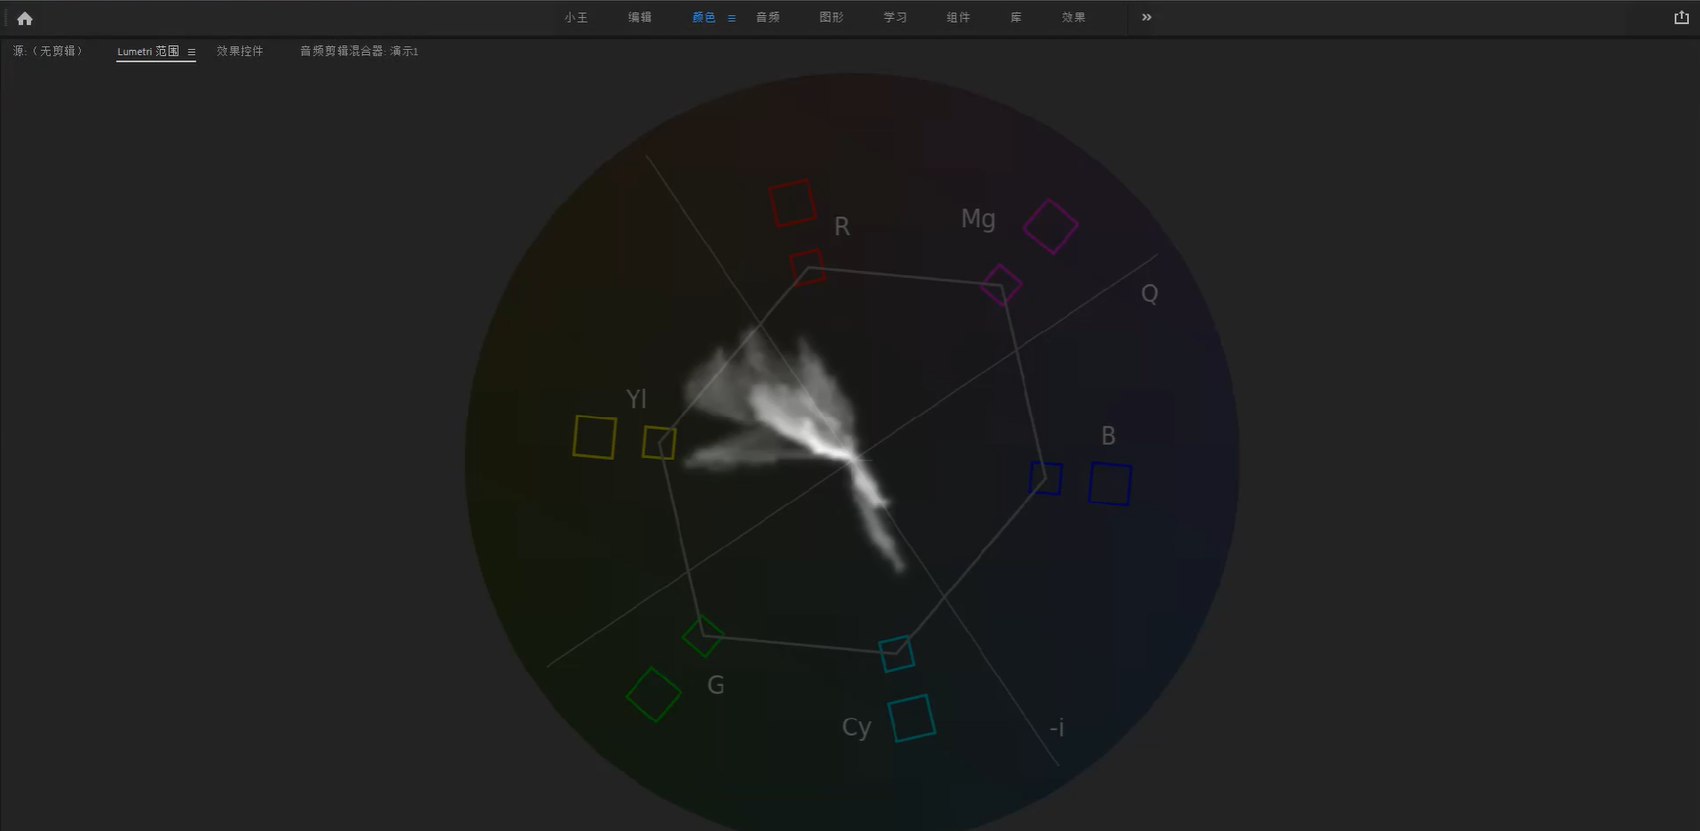 小王 编辑 颜色 音频 图形 学习 组件 库 效果
源:（无剪辑） Lumetri 范围 效果控件 音频剪辑混合器: 演示1
R
Mg
Q
Yl
B
G
Cy
-i